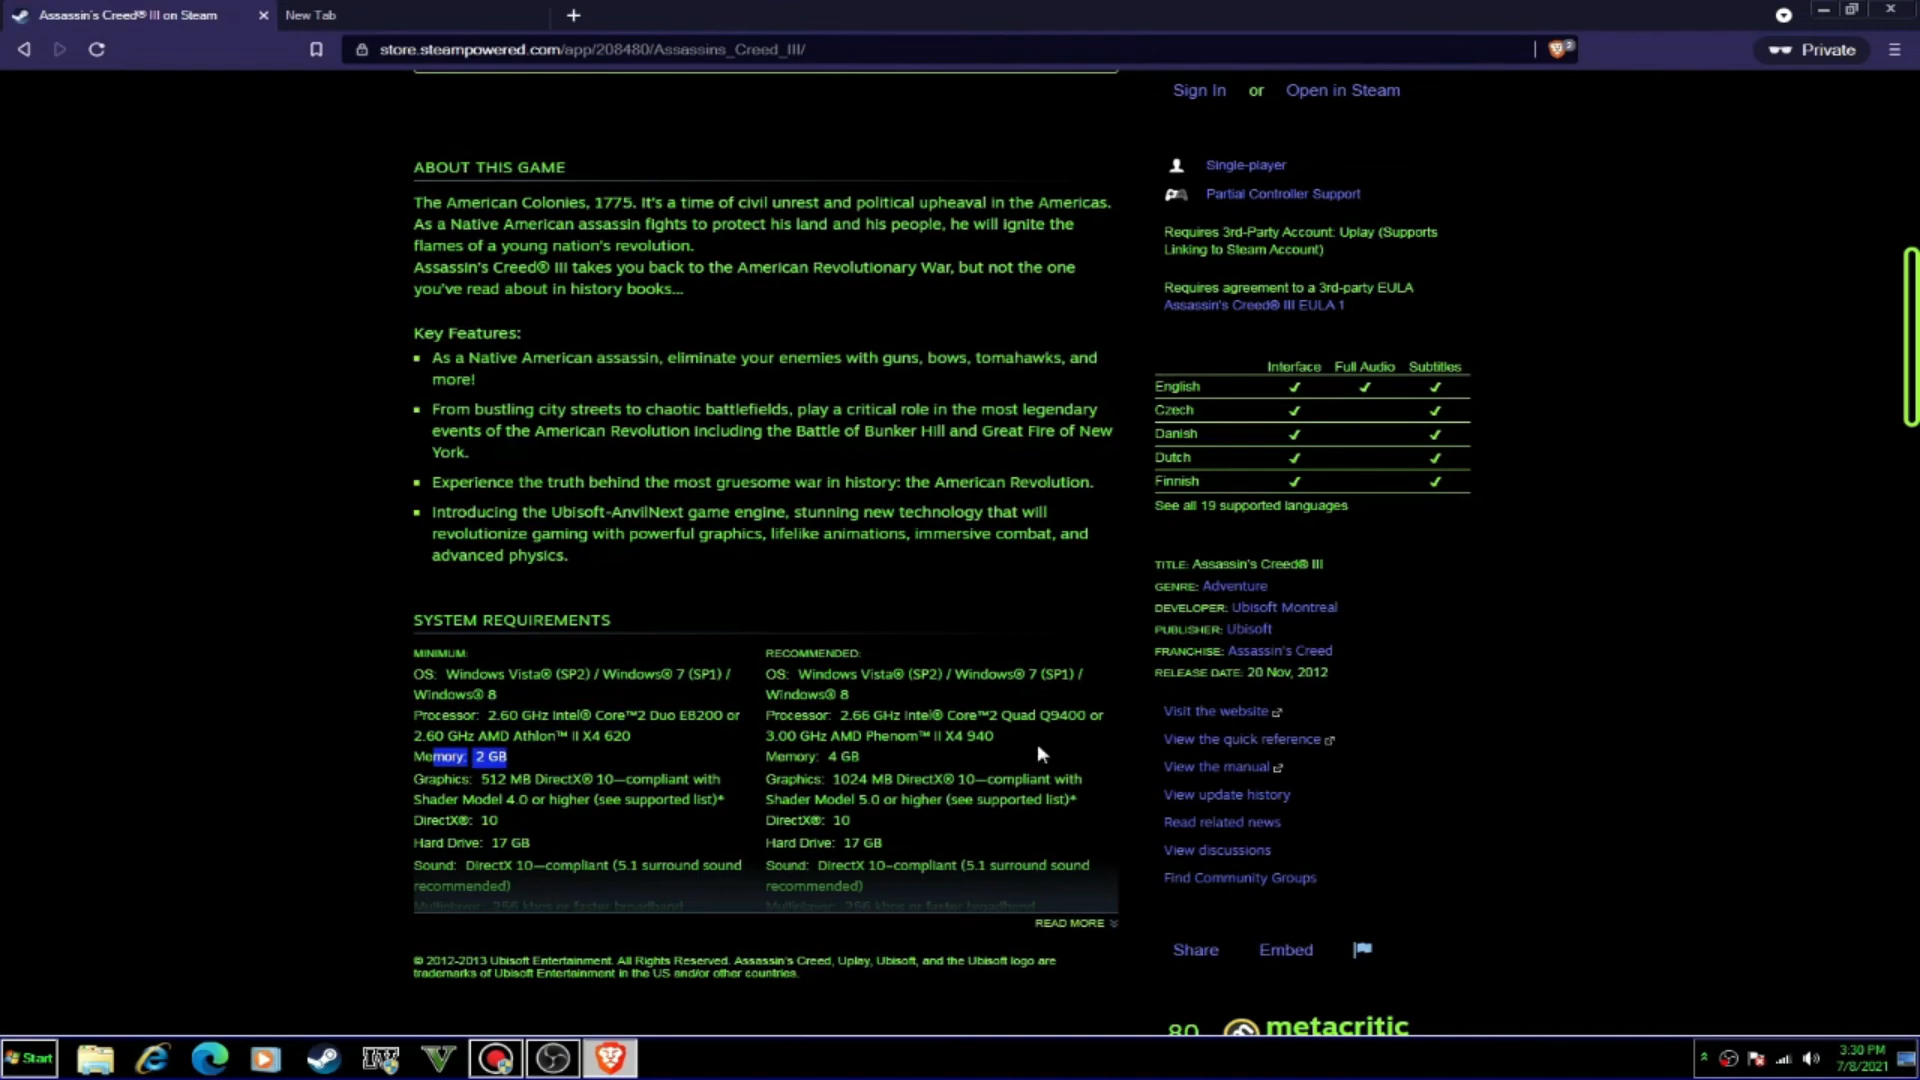 Assassin's Creed® III on Steam
New Tab
store.steampowered.com/app/208480/Assassins_Creed_III/
2
Private
Sign In or Open in Steam
ABOUT THIS GAME
The American Colonies, 1775. It's a time of civil unrest and political upheaval in the Americas.
As a Native American assassin fights to protect his land and his people, he will ignite the
flames of a young nation's revolution.
Assassin's Creed® III takes you back to the American Revolutionary War, but not the one
you've read about in history books...
Key Features:
As a Native American assassin, eliminate your enemies with guns, bows, tomahawks, and
more!
From bustling city streets to chaotic battlefields, play a critical role in the most legendary
events of the American Revolution including the Battle of Bunker Hill and Great Fire of New
York.
Experience the truth behind the most gruesome war in history: the American Revolution.
Introducing the Ubisoft-AnvilNext game engine, stunning new technology that will
revolutionize gaming with powerful graphics, lifelike animations, immersive combat, and
advanced physics.
SYSTEM REQUIREMENTS
MINIMUM:
OS: Windows Vista® (SP2) / Windows® 7 (SP1) /
Windows® 8
Processor: 2.60 GHz Intel® Core™2 Duo E8200 or
2.60 GHz AMD Athlon™ II X4 620
Memory: 2 GB
Graphics: 512 MB DirectX® 10–compliant with
Shader Model 4.0 or higher (see supported list)*
DirectX®: 10
Hard Drive: 17 GB
Sound: DirectX 10–compliant (5.1 surround sound
recommended)
Multiplayer: 256 kbps or faster broadband
RECOMMENDED:
OS: Windows Vista® (SP2) / Windows® 7 (SP1) /
Windows® 8
Processor: 2.66 GHz Intel® Core™2 Quad Q9400 or
3.00 GHz AMD Phenom™ II X4 940
Memory: 4 GB
Graphics: 1024 MB DirectX® 10–compliant with
Shader Model 5.0 or higher (see supported list)*
DirectX®: 10
Hard Drive: 17 GB
Sound: DirectX 10–compliant (5.1 surround sound
recommended)
Multiplayer: 256 kbps or faster broadband
READ MORE
© 2012-2013 Ubisoft Entertainment. All Rights Reserved. Assassin's Creed, Uplay, Ubisoft, and the Ubisoft logo are
trademarks of Ubisoft Entertainment in the US and/or other countries.
Single-player
Partial Controller Support
Requires 3rd-Party Account: Uplay (Supports
Linking to Steam Account)
Requires agreement to a 3rd-party EULA
Assassin's Creed® III EULA 1
Interface Full Audio Subtitles
English ✔ ✔ ✔
Czech ✔ ✔
Danish ✔ ✔
Dutch ✔ ✔
Finnish ✔ ✔
See all 19 supported languages
TITLE: Assassin's Creed® III
GENRE: Adventure
DEVELOPER: Ubisoft Montreal
PUBLISHER: Ubisoft
FRANCHISE: Assassin's Creed
RELEASE DATE: 20 Nov, 2012
Visit the website
View the quick reference
View the manual
View update history
Read related news
View discussions
Find Community Groups
Share Embed
80 metacritic
Start
IV
V
3:30 PM
7/8/2021